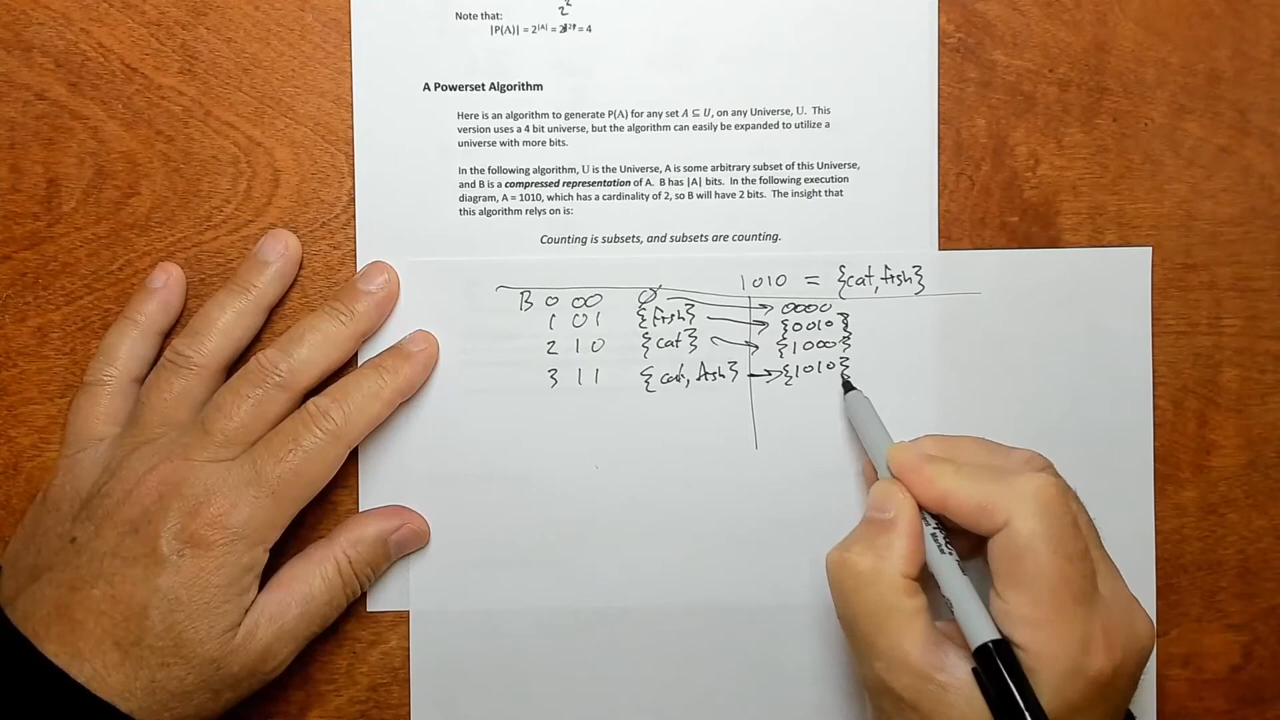 2²
Note that:
|P(A)| = 2|A| = 4
A Powerset Algorithm
Here is an algorithm to generate P(A) for any set A ⊆ U, on any Universe, U. This
version uses a 4 bit universe, but the algorithm can easily be expanded to utilize a
universe with more bits.
In the following algorithm, U is the Universe, A is some arbitrary subset of this Universe,
and B is a compressed representation of A. B has |A| bits. In the following execution
diagram, A = 1010, which has a cardinality of 2, so B will have 2 bits. The insight that
this algorithm relies on is:
Counting is subsets, and subsets are counting.
1010 = {cat, fish}
B 0 00 ∅ → 0000
1 01 {fish} → {0010}
2 10 {cat} → {1000}
3 11 {cat, fish} → {1010}